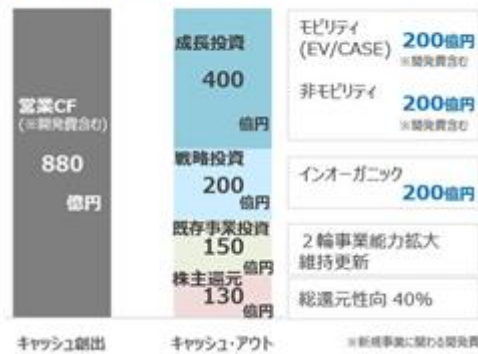 営業CF
(※開発費含む)
880
億円
キャッシュ創出
成長投資
400
億円
戦略投資
200
億円
既存事業投資
150
億円
株主還元
130
億円
キャッシュ・アウト
モビリティ
(EV/CASE) 200億円
※開発費含む
非モビリティ
200億円
※開発費含む
インオーガニック
200億円
2輪事業能力拡大
維持更新
総還元性向 40%
※新規事業に関わる開発費